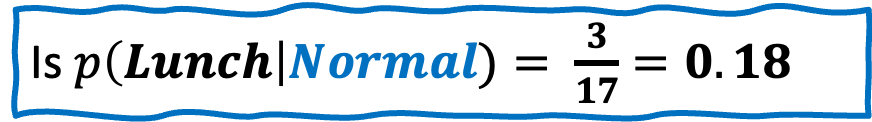 Is p(Lunch|Normal) = 3/17 = 0.18